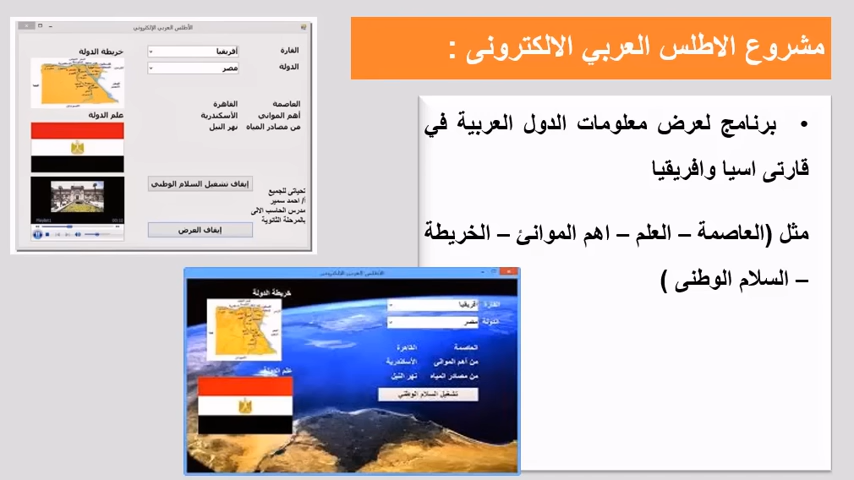 مشروع الاطلس العربي الالكترونى :
• برنامج لعرض معلومات الدول العربية في
قارتى اسيا وافريقيا
مثل (العاصمة – العلم – اهم الموانئ – الخريطة
– السلام الوطنى )
الأطلس العربي الإلكتروني
خريطة الدولة
القارة
أفريقيا
الدولة
مصر
العاصمة القاهرة
علم الدولة
أهم الموانى الأسكندرية
من مصادر المياه نهر النيل
إيقاف تشغيل السلام الوطنى
تحياتى للجميع
أ/ احمد سمير
مدرس الحاسب الالى
بالمرحلة الثانوية
إيقاف العرض
الأطلس العربي الإلكتروني
خريطة الدولة
القارة
أفريقيا
الدولة
مصر
العاصمة القاهرة
من أهم الموانى الأسكندرية
علم الدولة
من مصادر المياه نهر النيل
تشغيل السلام الوطني